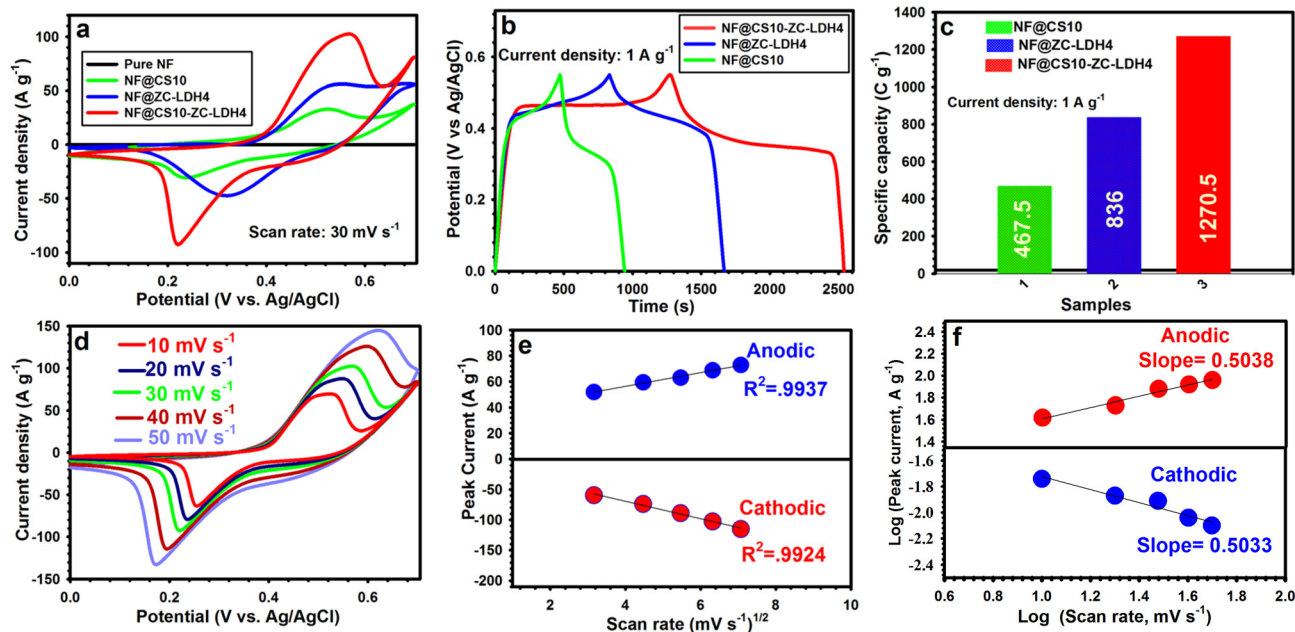 a
Pure NF
NF@CS10
NF@ZC-LDH4
NF@CS10-ZC-LDH4
Scan rate: 30 mV s⁻¹
Current density (A g⁻¹)
100
50
0
-50
-100
0.0
0.2
0.4
0.6
Potential (V vs. Ag/AgCl)
b
NF@CS10-ZC-LDH4
NF@ZC-LDH4
NF@CS10
Current density: 1 A g⁻¹
Potential (V vs Ag/AgCl)
0.6
0.4
0.2
0.0
0
500
1000
1500
2000
2500
Time (s)
c
NF@CS10
NF@ZC-LDH4
NF@CS10-ZC-LDH4
Current density: 1 A g⁻¹
Specific capacity (C g⁻¹)
1400
1200
1000
800
600
400
200
0
467.5
836
1270.5
1
2
3
Samples
d
10 mV s⁻¹
20 mV s⁻¹
30 mV s⁻¹
40 mV s⁻¹
50 mV s⁻¹
Current density (A g⁻¹)
150
100
50
0
-50
-100
-150
0.0
0.2
0.4
0.6
Potential (V vs. Ag/AgCl)
e
Anodic
R²=.9937
Cathodic
R²=.9924
Peak Current (A g⁻¹)
100
80
60
40
20
0
-50
-100
-150
-200
2
4
6
8
10
Scan rate (mV s⁻¹)¹/²
f
Anodic
Slope= 0.5038
Cathodic
Slope= 0.5033
Log (Peak current, A g⁻¹)
2.4
2.2
2.0
1.8
1.6
1.4
-1.6
-1.8
-2.0
-2.2
-2.4
0.6
0.8
1.0
1.2
1.4
1.6
1.8
2.0
Log (Scan rate, mV s⁻¹)